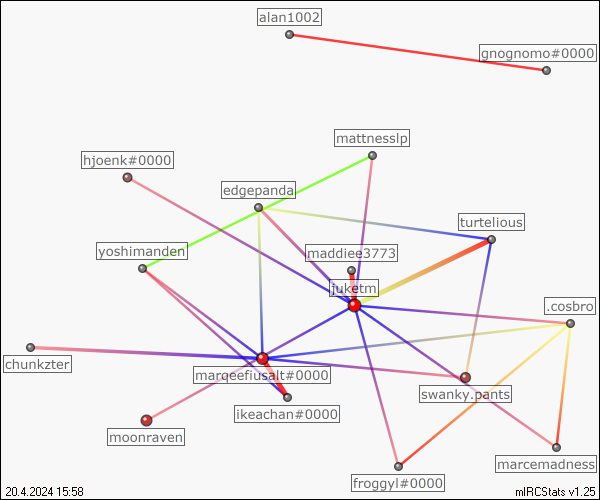 alan1002
gnognomo#0000
mattnesslp
hjoenk#0000
edgepanda
turtelious
yoshimanden
maddiee3773
juketm
.cosbro
chunkzter
marqeefiusalt#0000
swanky.pants
ikeachan#0000
moonraven
marcemadness
froggyl#0000
20.4.2024 15:58
mIRCStats v1.25